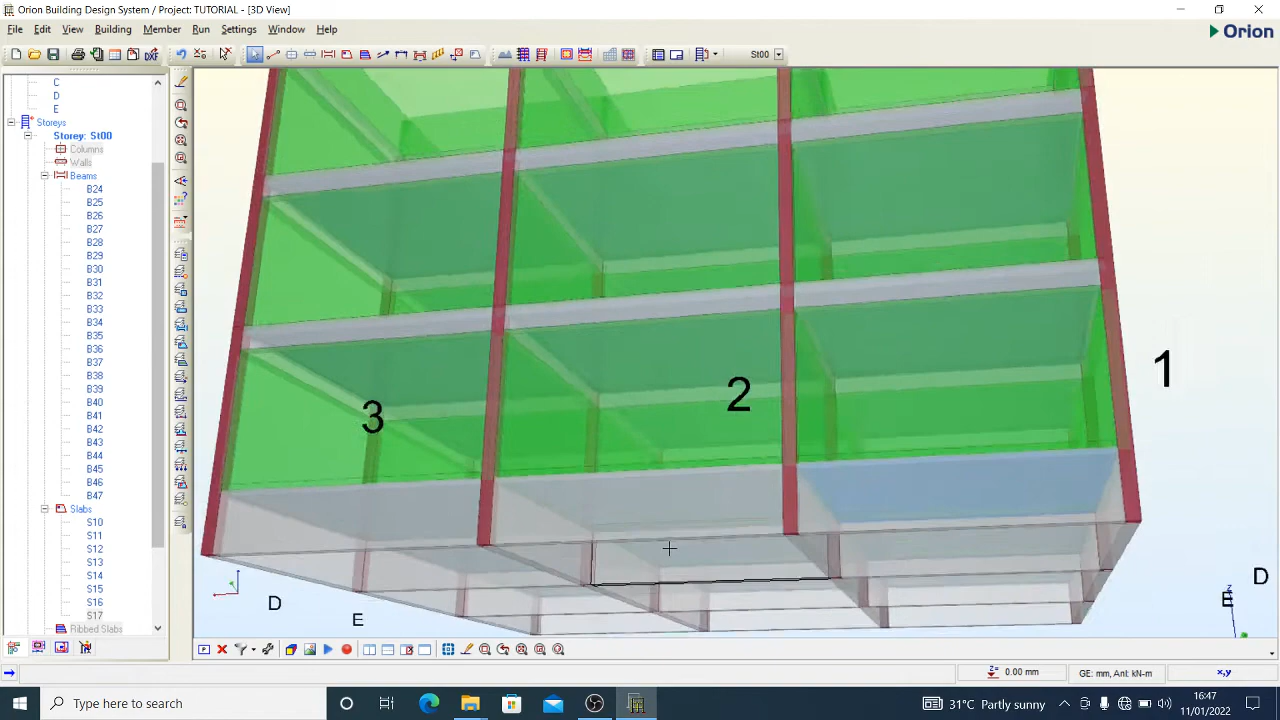 Orion Building Design System / Project: TUTORIAL - [3D View]
File Edit View Building Member Run Settings Window Help
Orion
St00
C
D
E
Storeys
Storey: St00
Columns
Walls
Beams
B24
B25
B26
B27
B28
B29
B30
B31
B32
B33
B34
B35
B36
B37
B38
B39
B40
B41
B42
B43
B44
B45
B46
B47
Slabs
S10
S11
S12
S13
S14
S15
S16
S17
Ribbed Slabs
1
2
3
D
E
D
E
z
Z= 0.00 mm
GE: mm, Anl: kN-m
x,y
Type here to search
31°C Partly sunny
16:47
11/01/2022